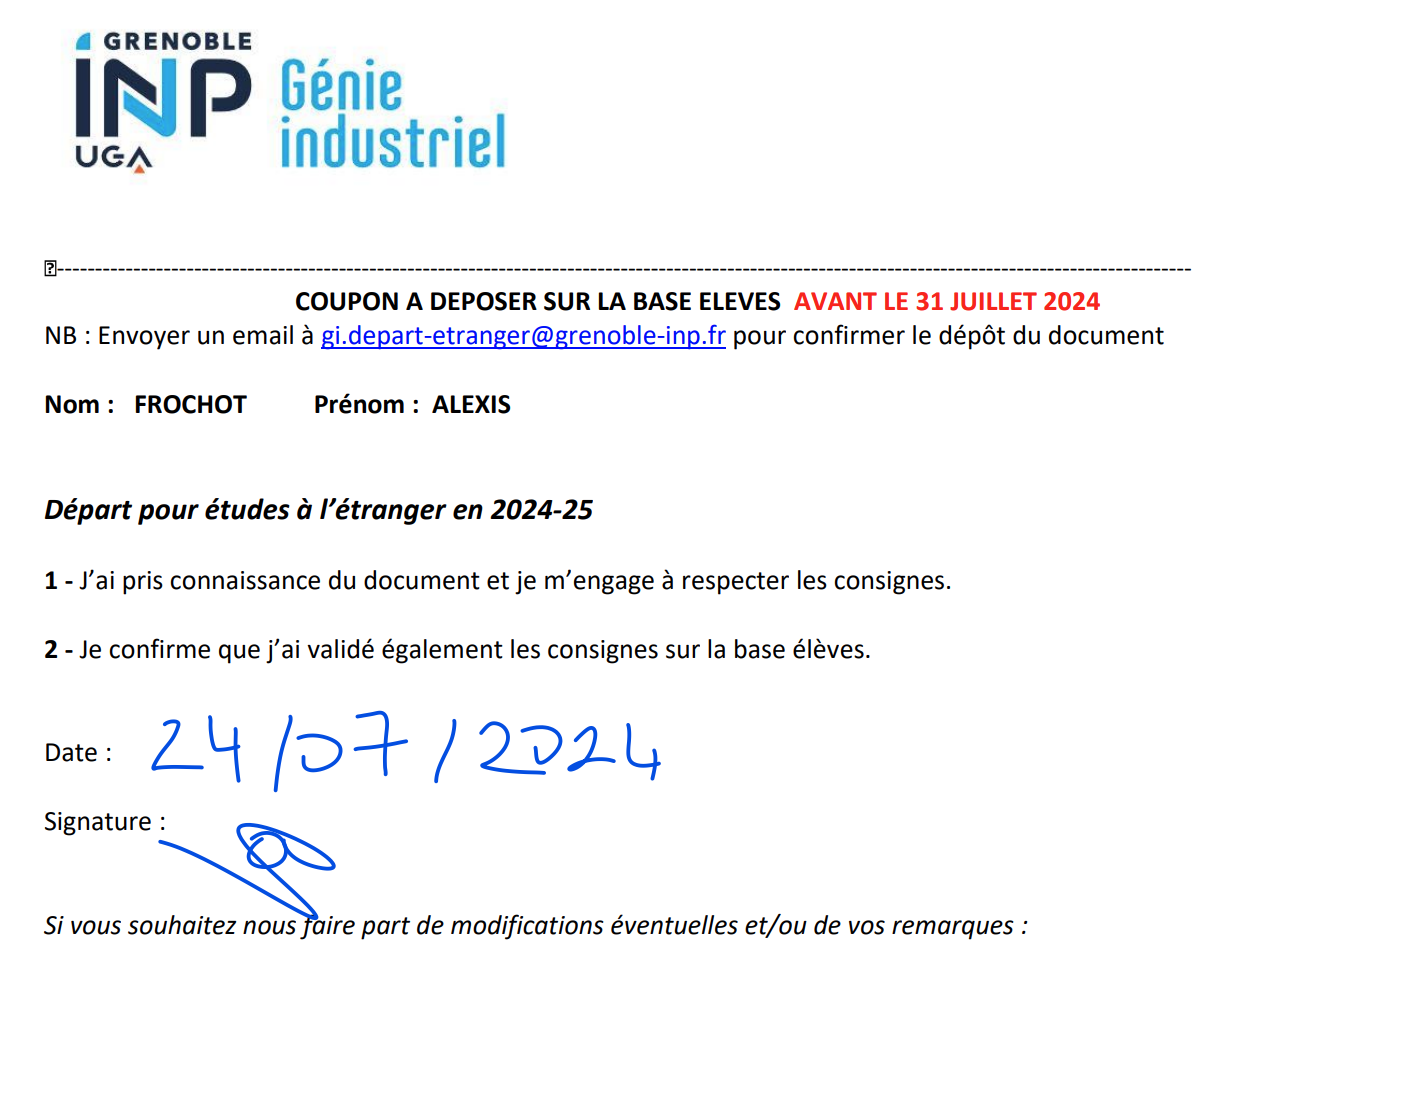 GRENOBLE
INP
UGA
Génie
industriel
-----------------------------------------------------------------------------------------------------------------------------------------------------
COUPON A DEPOSER SUR LA BASE ELEVES AVANT LE 31 JUILLET 2024
NB : Envoyer un email à gi.depart-etranger@grenoble-inp.fr pour confirmer le dépôt du document
Nom : FROCHOT Prénom : ALEXIS
Départ pour études à l’étranger en 2024-25
1 - J’ai pris connaissance du document et je m’engage à respecter les consignes.
2 - Je confirme que j’ai validé également les consignes sur la base élèves.
Date : 24/07/2024
Signature :
Si vous souhaitez nous faire part de modifications éventuelles et/ou de vos remarques :